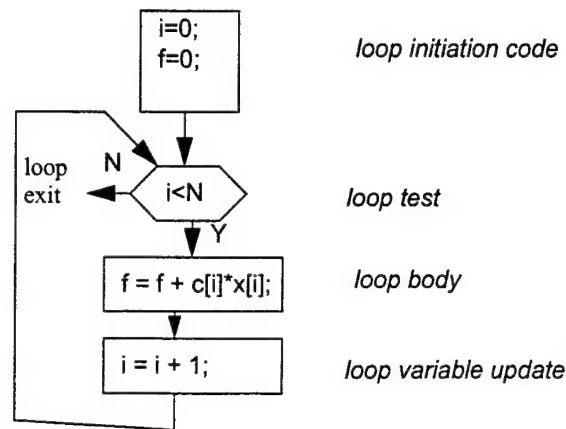 i=0;
f=0;
loop initiation code
N
loop
exit
i<N
loop test
Y
f = f + c[i]*x[i];
loop body
i = i + 1;
loop variable update